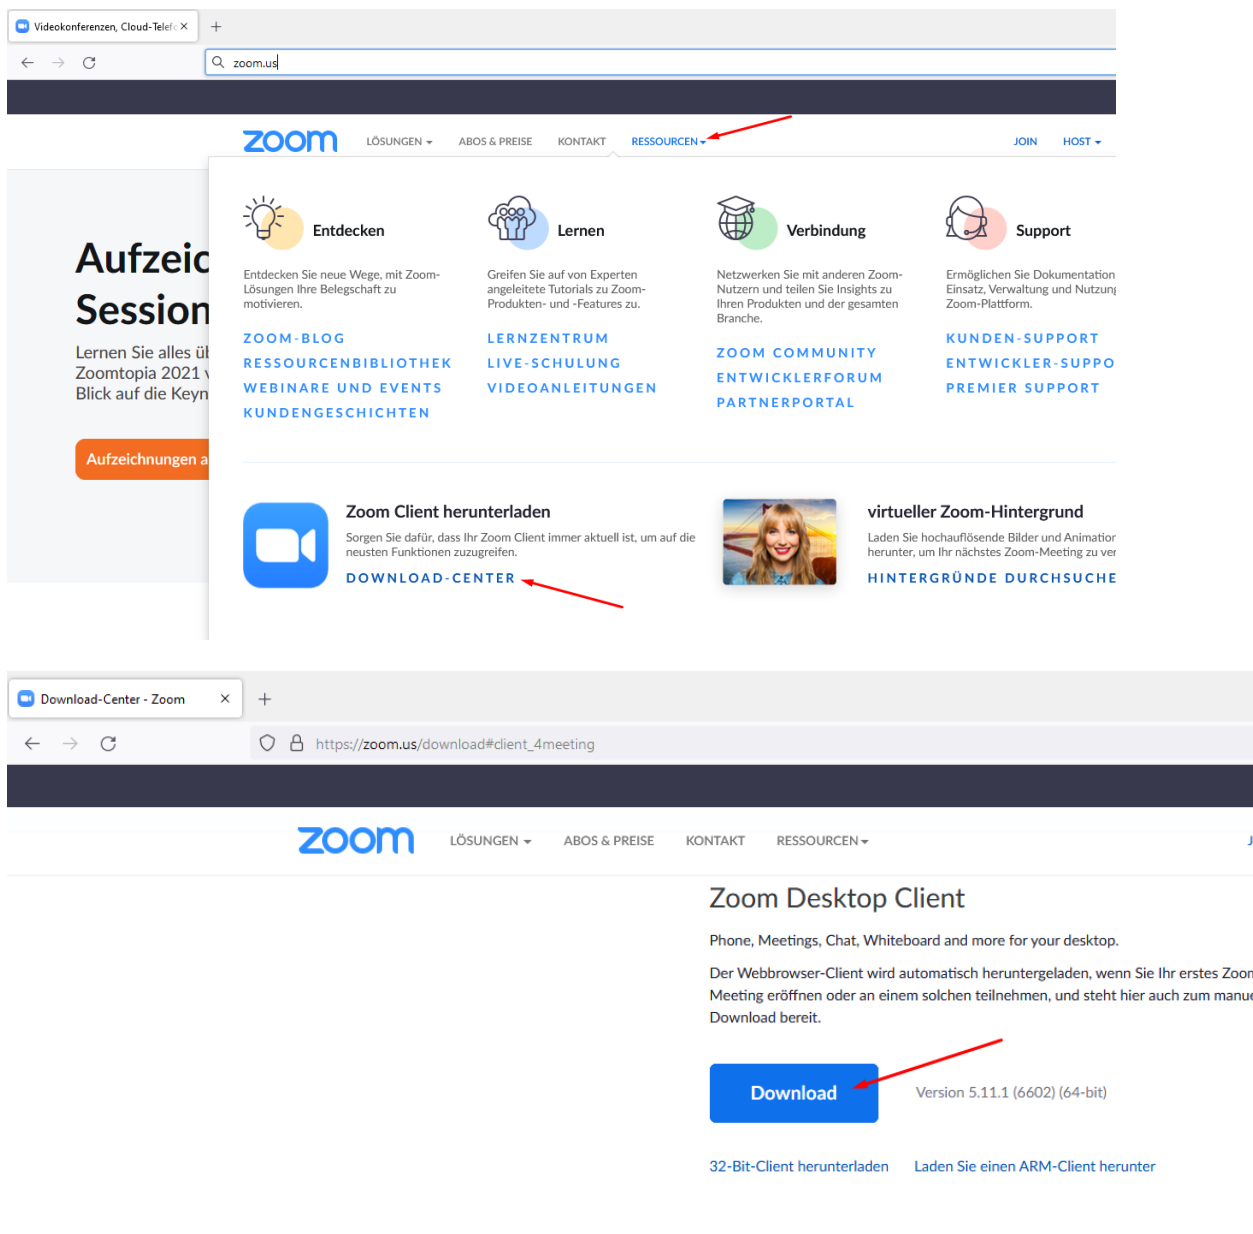 Videokonferenzen, Cloud-Telefo
zoom.us
zoom
LÖSUNGEN
ABOS & PREISE
KONTAKT
RESSOURCEN
JOIN
HOST
Aufzeic
Session
Lernen Sie alles üb
Zoomtopia 2021 v
Blick auf die Keyn
Aufzeichnungen a
Entdecken
Entdecken Sie neue Wege, mit Zoom-
Lösungen Ihre Belegschaft zu
motivieren.
ZOOM-BLOG
RESSOURCENBIBLIOTHEK
WEBINARE UND EVENTS
KUNDENGESCHICHTEN
Lernen
Greifen Sie auf von Experten
angeleitete Tutorials zu Zoom-
Produkten- und -Features zu.
LERNZENTRUM
LIVE-SCHULUNG
VIDEOANLEITUNGEN
Verbindung
Netzwerken Sie mit anderen Zoom-
Nutzern und teilen Sie Insights zu
Ihren Produkten und der gesamten
Branche.
ZOOM COMMUNITY
ENTWICKLERFORUM
PARTNERPORTAL
Support
Ermöglichen Sie Dokumentation
Einsatz, Verwaltung und Nutzung
Zoom-Plattform.
KUNDEN-SUPPORT
ENTWICKLER-SUPPO
PREMIER SUPPORT
Zoom Client herunterladen
Sorgen Sie dafür, dass Ihr Zoom Client immer aktuell ist, um auf die
neusten Funktionen zuzugreifen.
DOWNLOAD-CENTER
virtueller Zoom-Hintergrund
Laden Sie hochauflösende Bilder und Animation
herunter, um Ihr nächstes Zoom-Meeting zu ver
HINTERGRÜNDE DURCHSUCHE
Download-Center - Zoom
https://zoom.us/download#client_4meeting
zoom
LÖSUNGEN
ABOS & PREISE
KONTAKT
RESSOURCEN
J
Zoom Desktop Client
Phone, Meetings, Chat, Whiteboard and more for your desktop.
Der Webbrowser-Client wird automatisch heruntergeladen, wenn Sie Ihr erstes Zoom
Meeting eröffnen oder an einem solchen teilnehmen, und steht hier auch zum manue
Download bereit.
Download
Version 5.11.1 (6602) (64-bit)
32-Bit-Client herunterladen
Laden Sie einen ARM-Client herunter